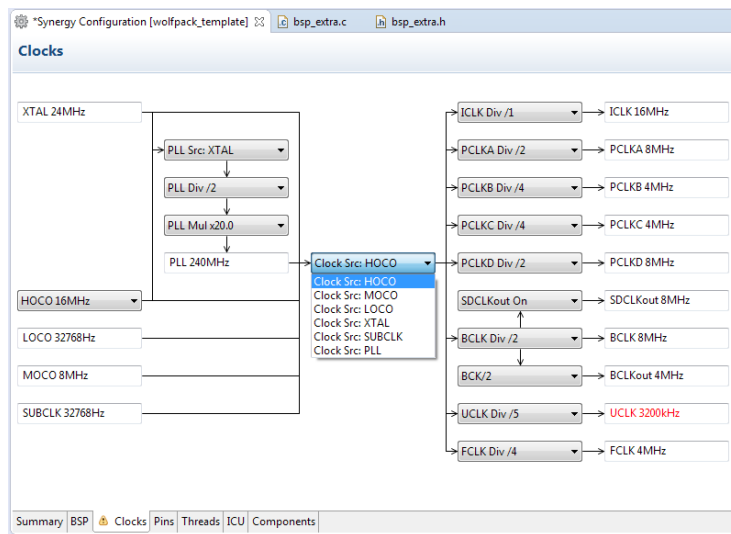 *Synergy Configuration [wolfpack_template]
bsp_extra.c
bsp_extra.h
Clocks
XTAL 24MHz
PLL Src: XTAL
PLL Div /2
PLL Mul x20.0
PLL 240MHz
HOCO 16MHz
LOCO 32768Hz
MOCO 8MHz
SUBCLK 32768Hz
Clock Src: HOCO
Clock Src: HOCO
Clock Src: MOCO
Clock Src: LOCO
Clock Src: XTAL
Clock Src: SUBCLK
Clock Src: PLL
ICLK Div /1
ICLK 16MHz
PCLKA Div /2
PCLKA 8MHz
PCLKB Div /4
PCLKB 4MHz
PCLKC Div /4
PCLKC 4MHz
PCLKD Div /2
PCLKD 8MHz
SDCLKout On
SDCLKout 8MHz
BCLK Div /2
BCLK 8MHz
BCK/2
BCLKout 4MHz
UCLK Div /5
UCLK 3200kHz
FCLK Div /4
FCLK 4MHz
Summary
BSP
Clocks
Pins
Threads
ICU
Components